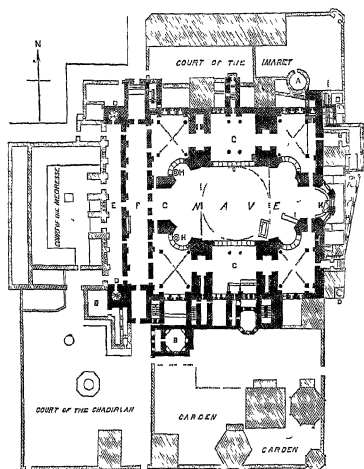 N
COURT OF THE IMARET
A
D
C
COURT OF THE MEDRESSE
H
E F G NAVE K
H
C
D
B
B
COURT OF THE CHADIRLAN
GARDEN
GARDEN